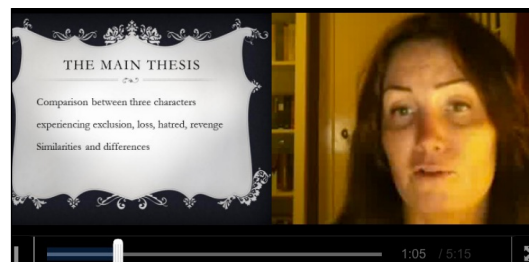 THE MAIN THESIS
Comparison between three characters
experiencing exclusion, loss, hatred, revenge
Similarities and differences
1:05 / 5:15